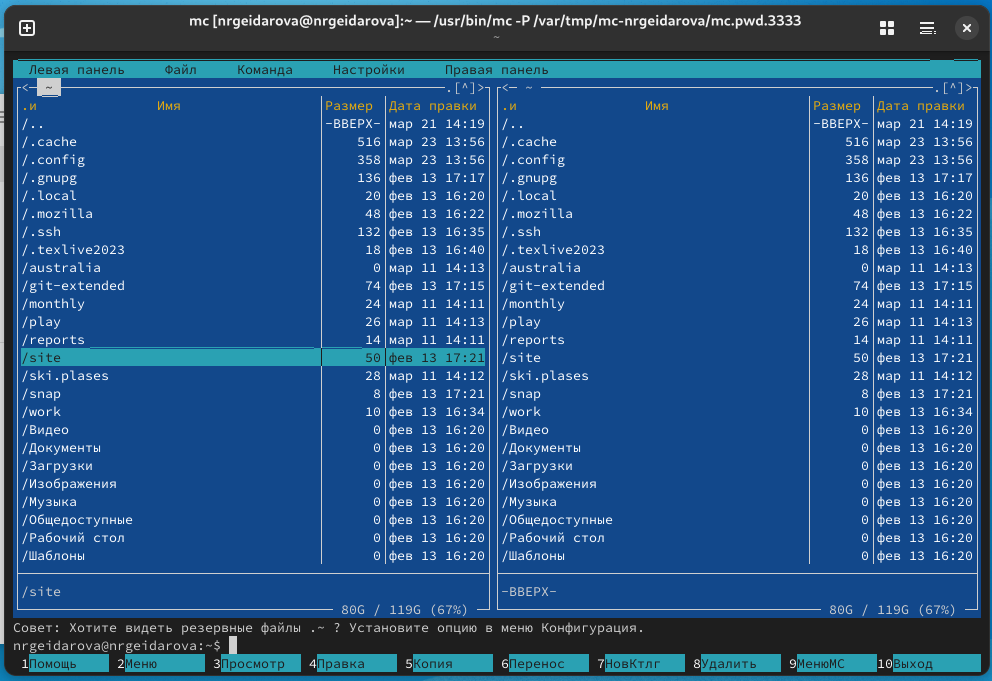 mc [nrgeidarova@nrgeidarova]:~ — /usr/bin/mc -P /var/tmp/mc-nrgeidarova/mc.pwd.3333
~
Левая панель Файл Команда Настройки Правая панель
<— ~ .[^]> <— ~ .[^]>
.и Имя Размер Дата правки .и Имя Размер Дата правки
/.. -ВВЕРХ- мар 21 14:19 /.. -ВВЕРХ- мар 21 14:19
/.cache 516 мар 23 13:56 /.cache 516 мар 23 13:56
/.config 358 мар 23 13:56 /.config 358 мар 23 13:56
/.gnupg 136 фев 13 17:17 /.gnupg 136 фев 13 17:17
/.local 20 фев 13 16:20 /.local 20 фев 13 16:20
/.mozilla 48 фев 13 16:22 /.mozilla 48 фев 13 16:22
/.ssh 132 фев 13 16:35 /.ssh 132 фев 13 16:35
/.texlive2023 18 фев 13 16:40 /.texlive2023 18 фев 13 16:40
/australia 0 мар 11 14:13 /australia 0 мар 11 14:13
/git-extended 74 фев 13 17:15 /git-extended 74 фев 13 17:15
/monthly 24 мар 11 14:11 /monthly 24 мар 11 14:11
/play 26 мар 11 14:13 /play 26 мар 11 14:13
/reports 14 мар 11 14:11 /reports 14 мар 11 14:11
/site 50 фев 13 17:21 /site 50 фев 13 17:21
/ski.plases 28 мар 11 14:12 /ski.plases 28 мар 11 14:12
/snap 8 фев 13 17:21 /snap 8 фев 13 17:21
/work 10 фев 13 16:34 /work 10 фев 13 16:34
/Видео 0 фев 13 16:20 /Видео 0 фев 13 16:20
/Документы 0 фев 13 16:20 /Документы 0 фев 13 16:20
/Загрузки 0 фев 13 16:20 /Загрузки 0 фев 13 16:20
/Изображения 0 фев 13 16:20 /Изображения 0 фев 13 16:20
/Музыка 0 фев 13 16:20 /Музыка 0 фев 13 16:20
/Общедоступные 0 фев 13 16:20 /Общедоступные 0 фев 13 16:20
/Рабочий стол 0 фев 13 16:20 /Рабочий стол 0 фев 13 16:20
/Шаблоны 0 фев 13 16:20 /Шаблоны 0 фев 13 16:20
/site -ВВЕРХ-
80G / 119G (67%) 80G / 119G (67%)
Совет: Хотите видеть резервные файлы .~ ? Установите опцию в меню Конфигурация.
nrgeidarova@nrgeidarova:~$
1Помощь 2Меню 3Просмотр 4Правка 5Копия 6Перенос 7НовКтлг 8Удалить 9МенюMC 10Выход